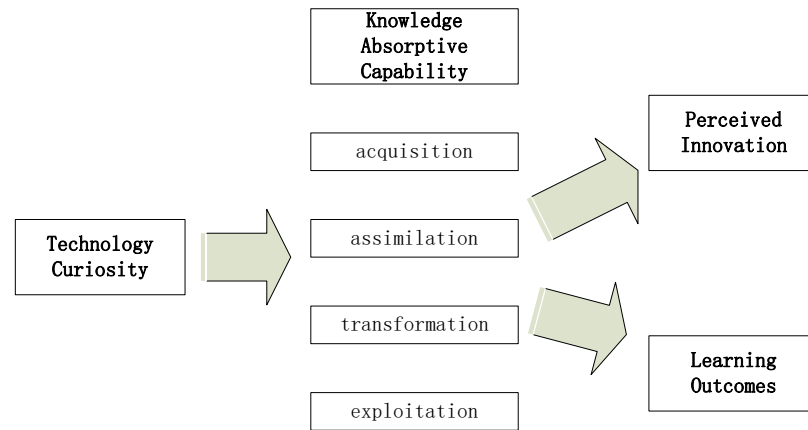 Knowledge
Absorptive
Capability
acquisition
assimilation
transformation
exploitation
Technology
Curiosity
Perceived
Innovation
Learning
Outcomes